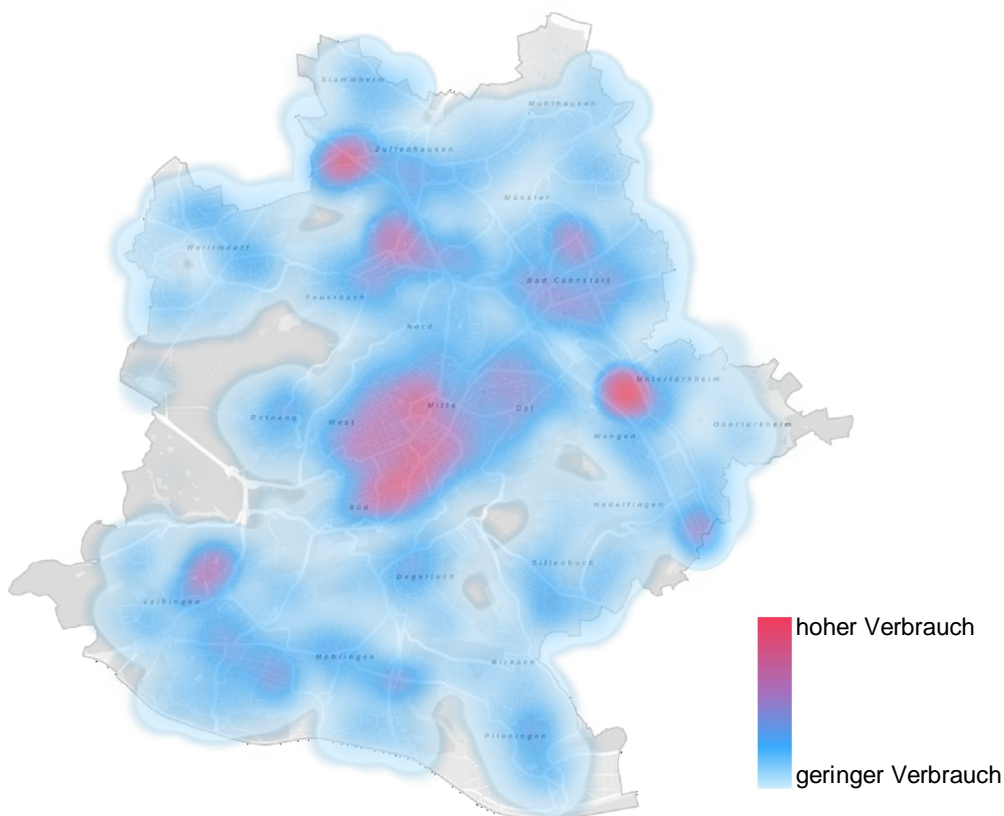 Stammheim
Mühlhausen
Zuffenhausen
Münster
Weilimdorf
Bad Cannstatt
Feuerbach
Nord
Untertürkheim
Mitte
Ost
Botnang
West
Obertürkheim
Wangen
Süd
Hedelfingen
Sillenbuch
Degerloch
Vaihingen
Möhringen
Birkach
Plieningen
hoher Verbrauch
geringer Verbrauch